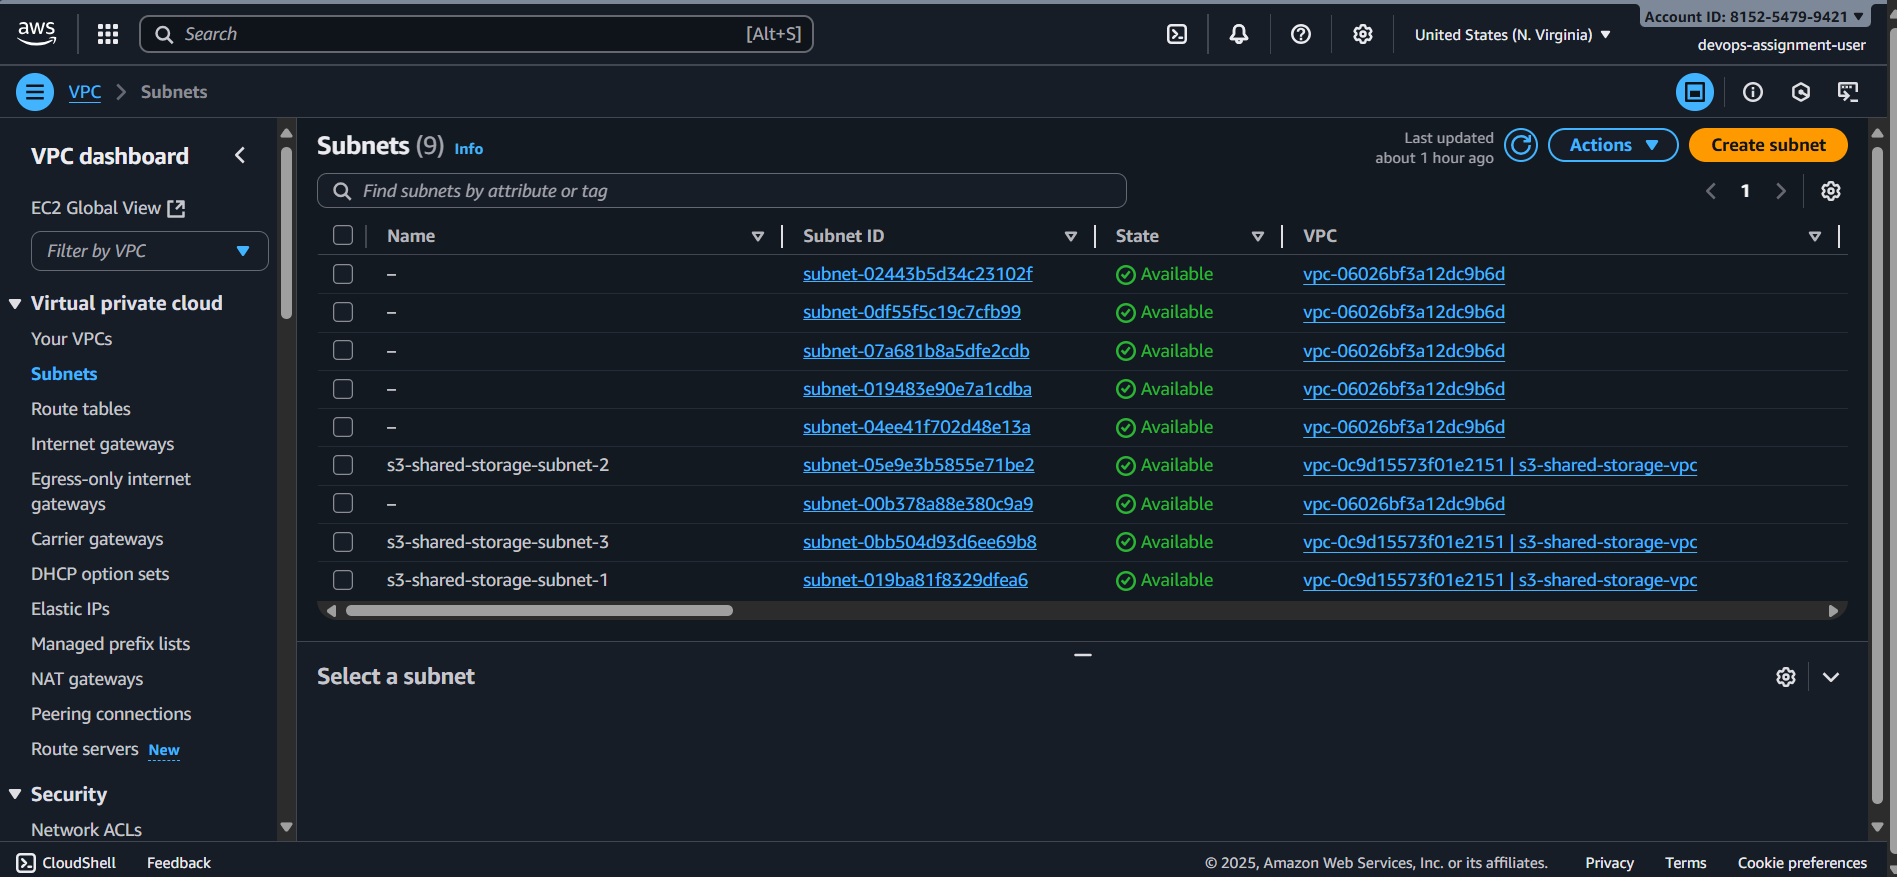 aws
Search
[Alt+S]
United States (N. Virginia)
Account ID: 8152-5479-9421
devops-assignment-user
VPC
Subnets
VPC dashboard
EC2 Global View
Filter by VPC
Virtual private cloud
Your VPCs
Subnets
Route tables
Internet gateways
Egress-only internet
gateways
Carrier gateways
DHCP option sets
Elastic IPs
Managed prefix lists
NAT gateways
Peering connections
Route servers New
Security
Network ACLs
Subnets (9) Info
Last updated
about 1 hour ago
Actions
Create subnet
Find subnets by attribute or tag
1
Name Subnet ID State VPC
– subnet-02443b5d34c23102f Available vpc-06026bf3a12dc9b6d
– subnet-0df55f5c19c7cfb99 Available vpc-06026bf3a12dc9b6d
– subnet-07a681b8a5dfe2cdb Available vpc-06026bf3a12dc9b6d
– subnet-019483e90e7a1cdba Available vpc-06026bf3a12dc9b6d
– subnet-04ee41f702d48e13a Available vpc-06026bf3a12dc9b6d
s3-shared-storage-subnet-2 subnet-05e9e3b5855e71be2 Available vpc-0c9d15573f01e2151 | s3-shared-storage-vpc
– subnet-00b378a88e380c9a9 Available vpc-06026bf3a12dc9b6d
s3-shared-storage-subnet-3 subnet-0bb504d93d6ee69b8 Available vpc-0c9d15573f01e2151 | s3-shared-storage-vpc
s3-shared-storage-subnet-1 subnet-019ba81f8329dfea6 Available vpc-0c9d15573f01e2151 | s3-shared-storage-vpc
Select a subnet
CloudShell
Feedback
© 2025, Amazon Web Services, Inc. or its affiliates.
Privacy
Terms
Cookie preferences